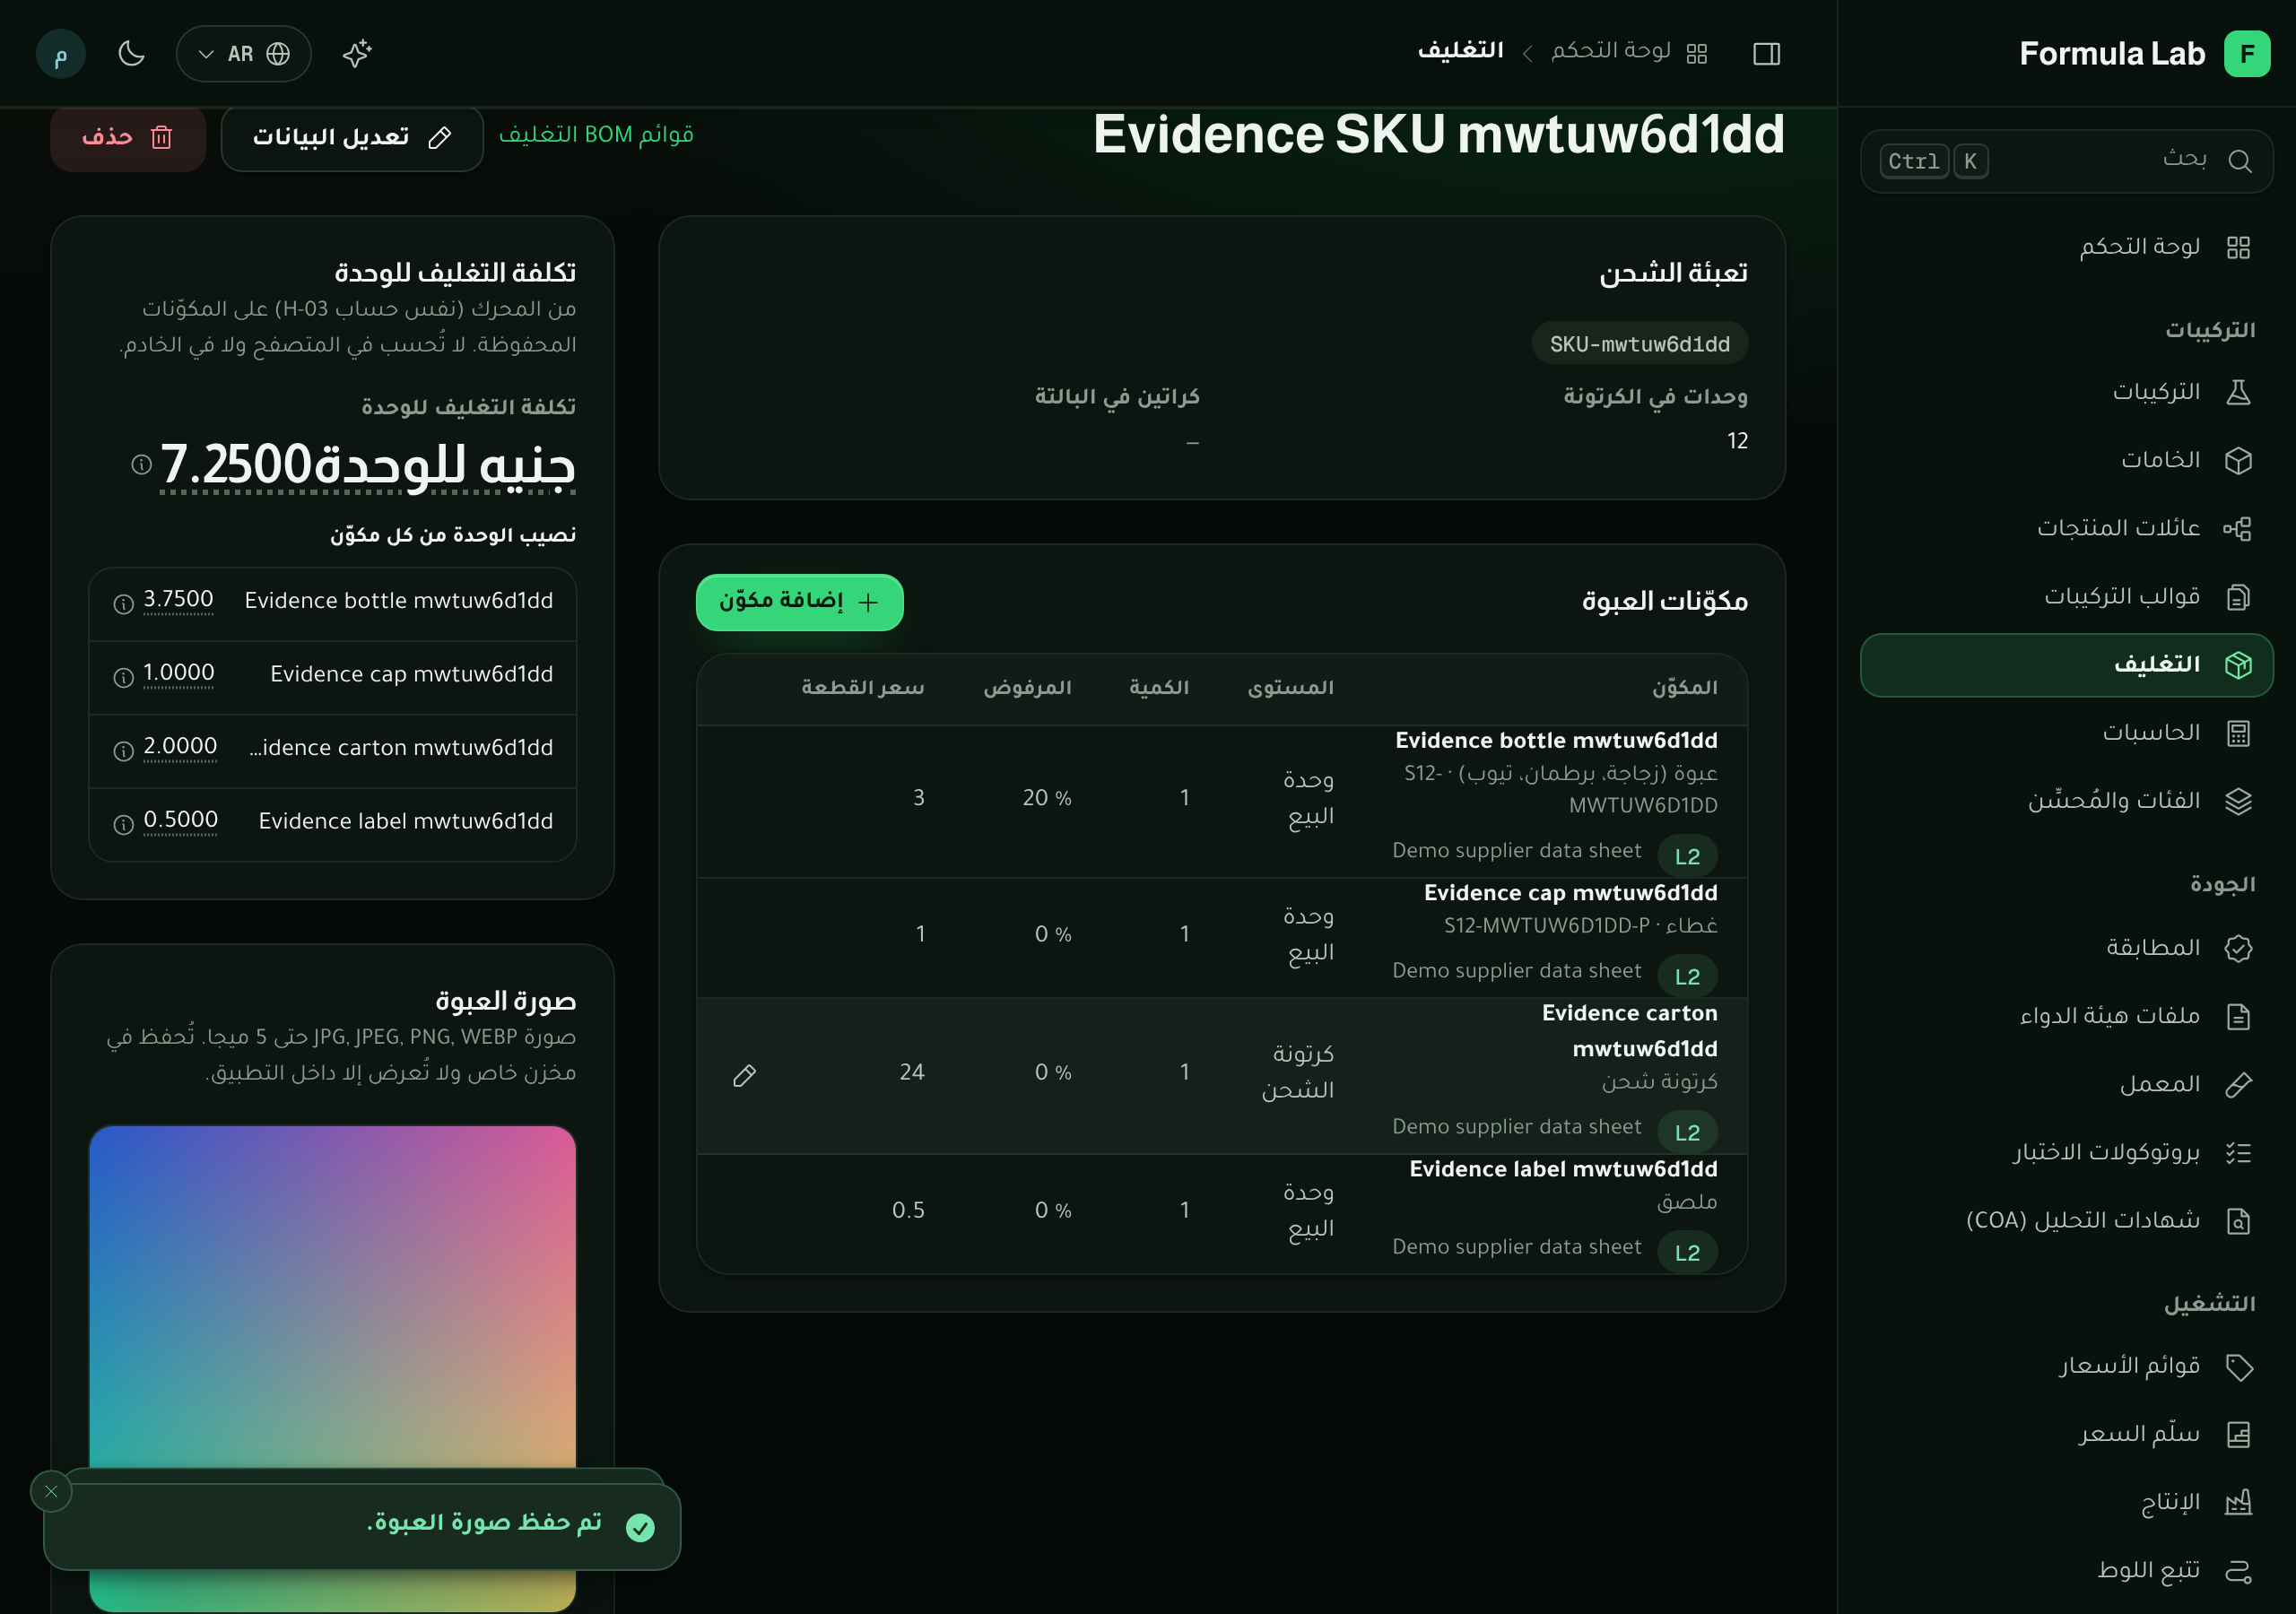 F
Formula Lab
لوحة التحكم
التغليف
AR
م
بحث
Ctrl K
لوحة التحكم
التركيبات
التركيبات
الخامات
عائلات المنتجات
قوالب التركيبات
التغليف
الحاسبات
الفئات والمُحسِّن
الجودة
المطابقة
ملفات هيئة الدواء
المعمل
بروتوكولات الاختبار
شهادات التحليل (COA)
التشغيل
قوائم الأسعار
سلّم السعر
الإنتاج
تتبع اللوط
Evidence SKU mwtuw6d1dd
قوائم BOM التغليف
تعديل البيانات
حذف
تعبئة الشحن
SKU-mwtuw6d1dd
وحدات في الكرتونة
كراتين في البالتة
12
—
مكوّنات العبوة
إضافة مكوّن
المكوّن المستوى الكمية المرفوض سعر القطعة
Evidence bottle mwtuw6d1dd
عبوة (زجاجة، برطمان، تيوب) · S12-
MWTUW6D1DD
L2 Demo supplier data sheet
وحدة
البيع
1
20 %
3
Evidence cap mwtuw6d1dd
غطاء · S12-MWTUW6D1DD-P
L2 Demo supplier data sheet
وحدة
البيع
1
0 %
1
Evidence carton
mwtuw6d1dd
كرتونة شحن
L2 Demo supplier data sheet
كرتونة
الشحن
1
0 %
24
Evidence label mwtuw6d1dd
ملصق
L2 Demo supplier data sheet
وحدة
البيع
1
0 %
0.5
تكلفة التغليف للوحدة
من المحرك (نفس حساب H-03) على المكوّنات
المحفوظة. لا تُحسب في المتصفح ولا في الخادم.
تكلفة التغليف للوحدة
جنيه للوحدة7.2500
نصيب الوحدة من كل مكوّن
Evidence bottle mwtuw6d1dd 3.7500
Evidence cap mwtuw6d1dd 1.0000
…idence carton mwtuw6d1dd 2.0000
Evidence label mwtuw6d1dd 0.5000
صورة العبوة
صورة JPG, JPEG, PNG, WEBP حتى 5 ميجا. تُحفظ في
مخزن خاص ولا تُعرض إلا داخل التطبيق.
تم حفظ صورة العبوة.